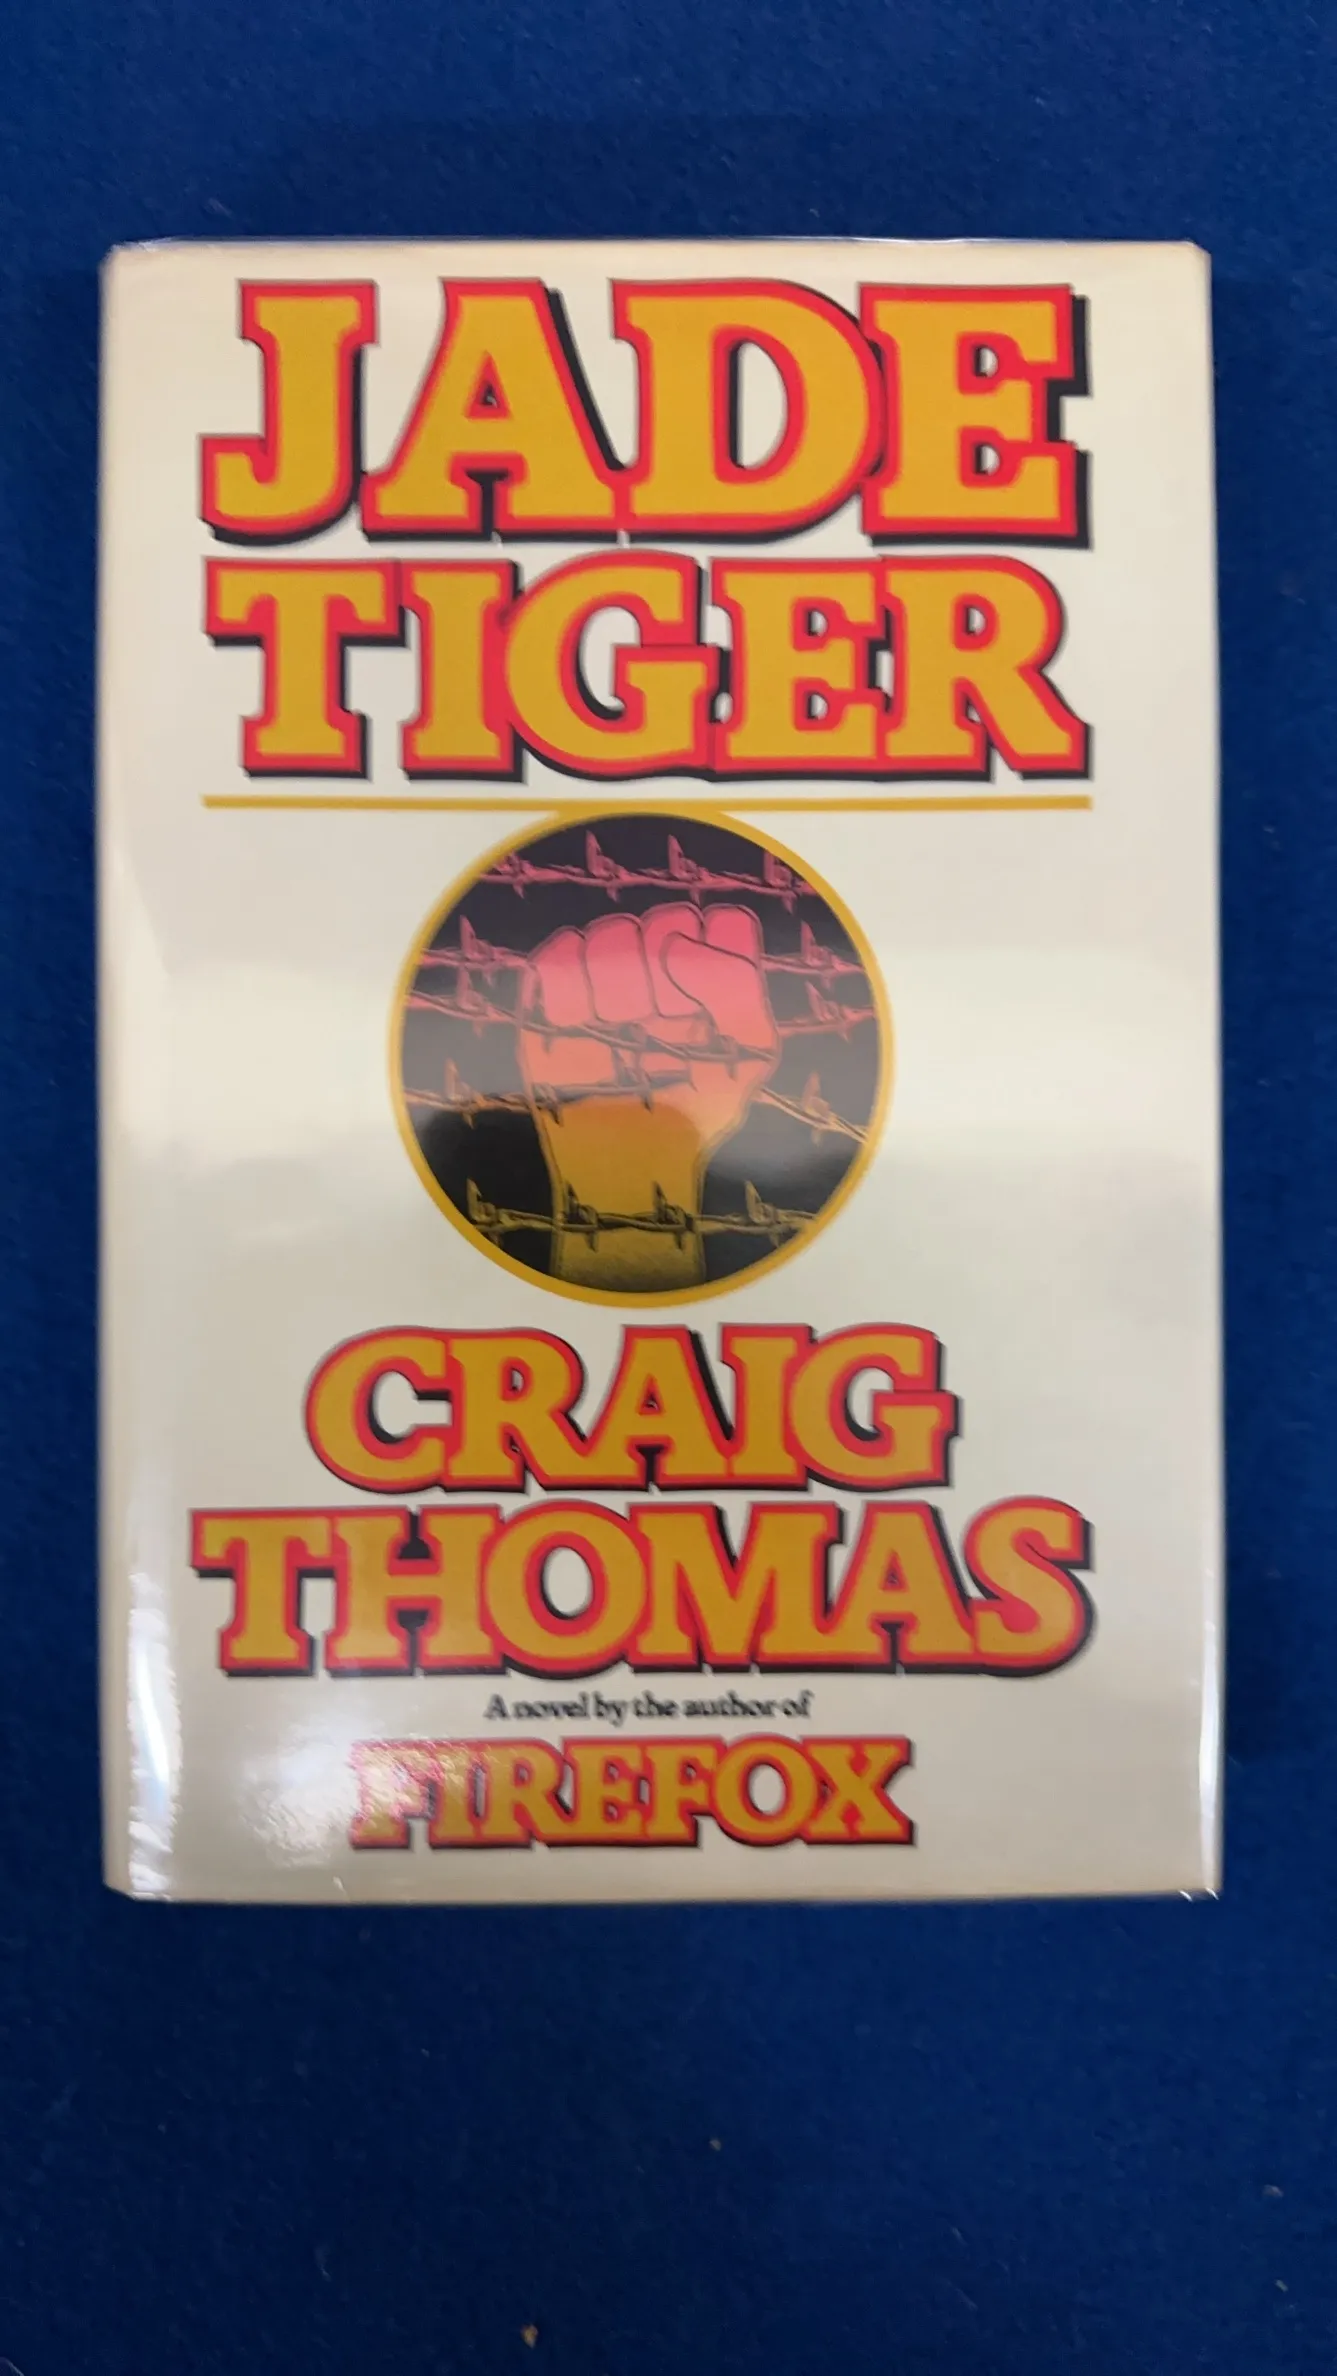 JADE
TIGER
CRAIG
THOMAS
A novel by the author of
FIREFOX